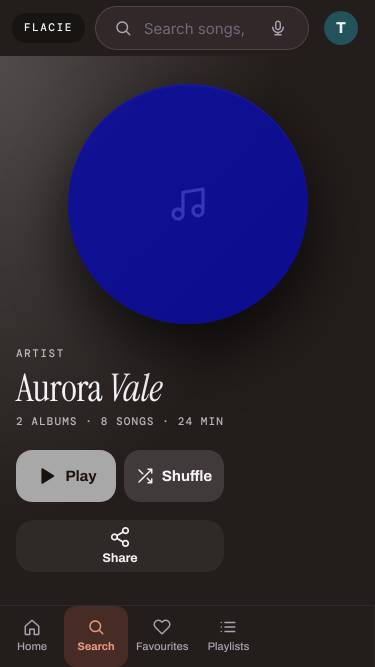 FLACIE
Search songs,
T
ARTIST
Aurora Vale
2 ALBUMS · 8 SONGS · 24 MIN
Play
Shuffle
Share
Home
Search
Favourites
Playlists